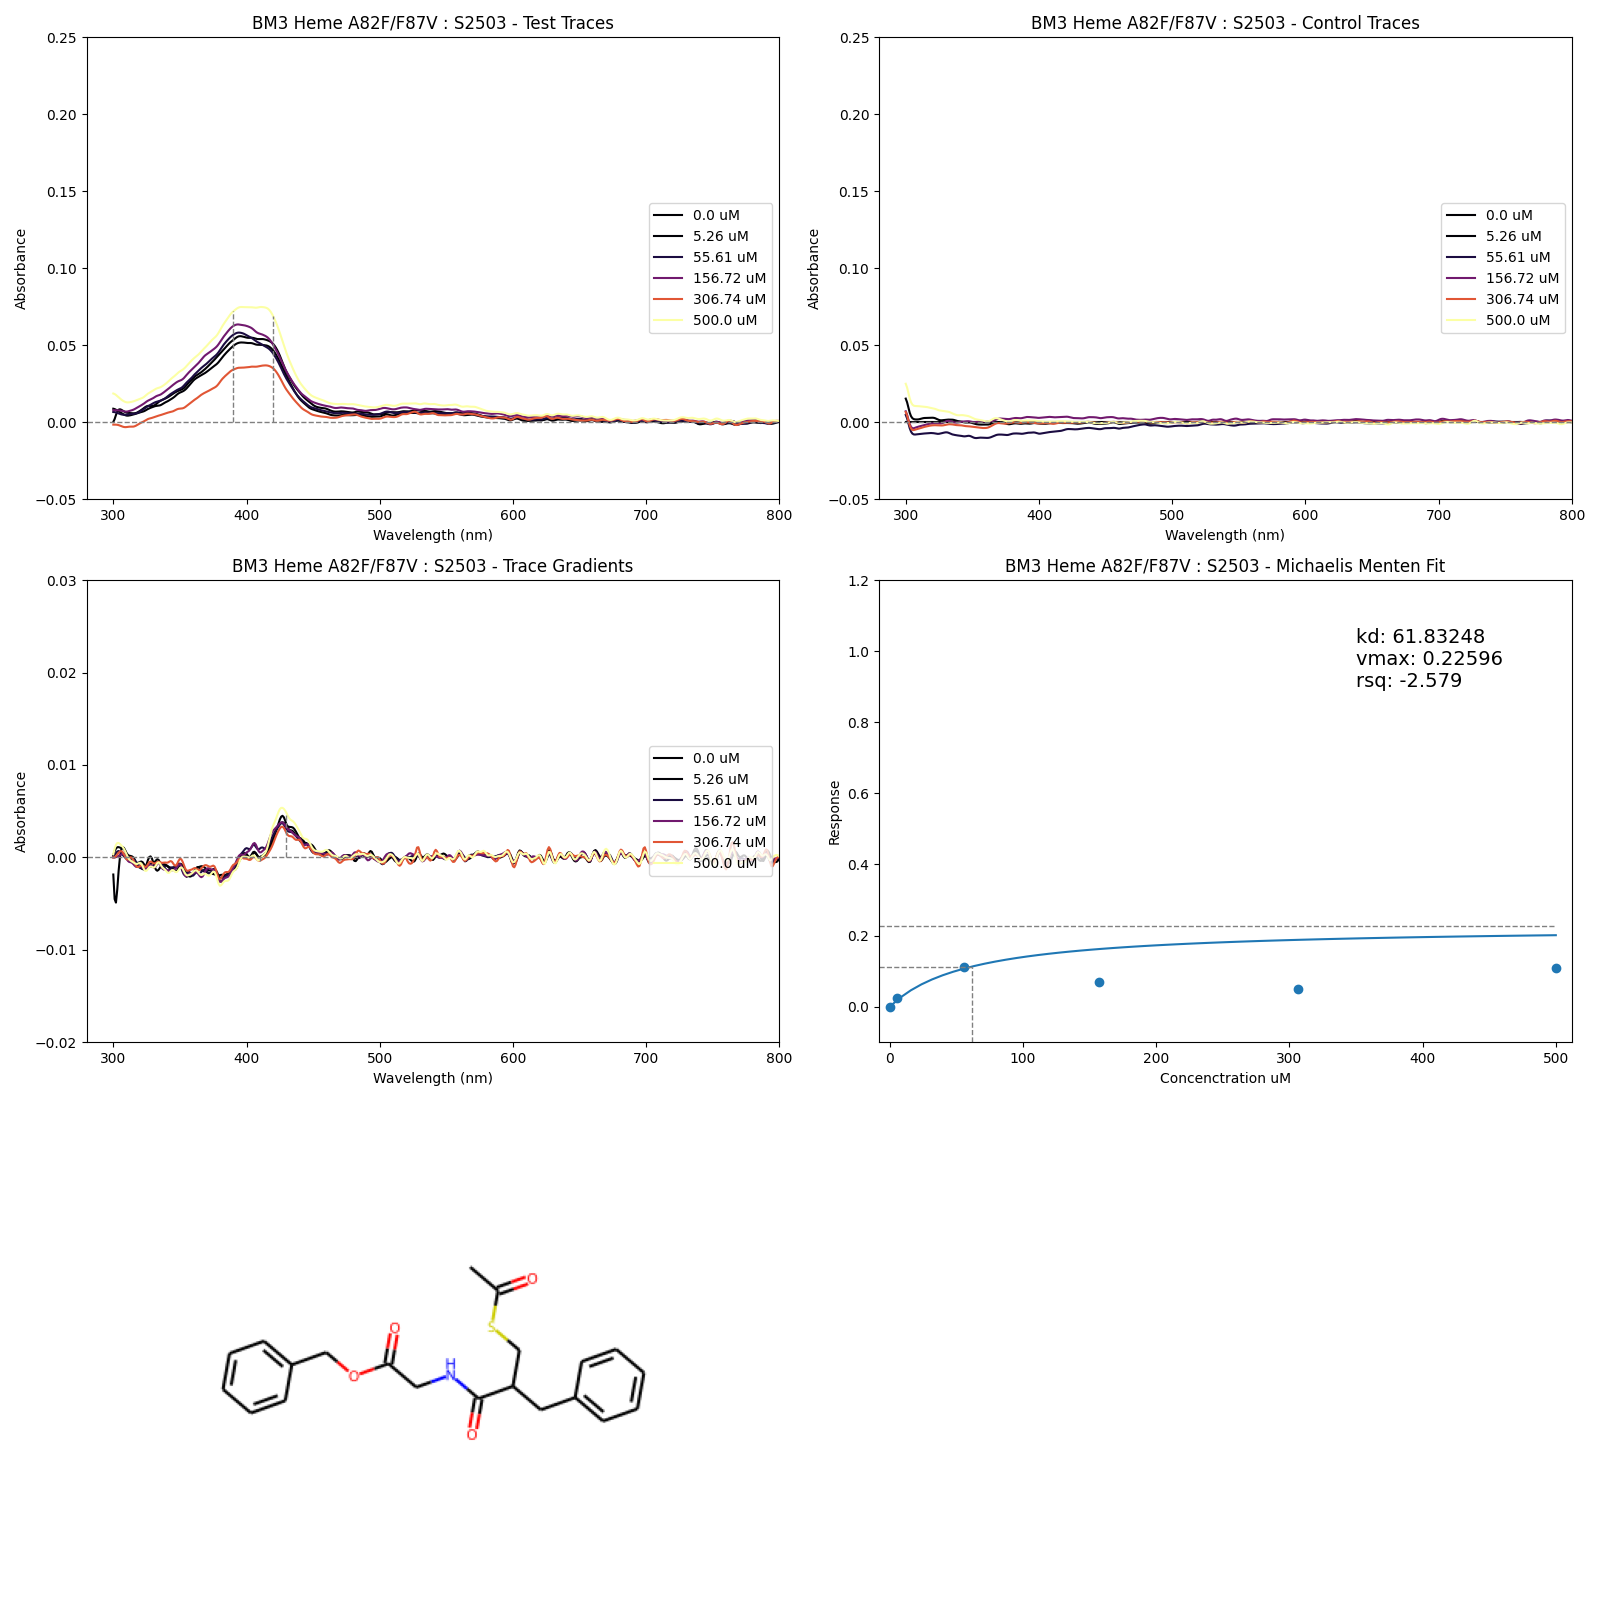 BM3 Heme A82F/F87V : S2503 - Test Traces
0.25
0.20
0.15
0.10
0.05
0.00
−0.05
Absorbance
300 400 500 600 700 800
Wavelength (nm)
0.0 uM
5.26 uM
55.61 uM
156.72 uM
306.74 uM
500.0 uM
BM3 Heme A82F/F87V : S2503 - Control Traces
0.25
0.20
0.15
0.10
0.05
0.00
−0.05
Absorbance
300 400 500 600 700 800
Wavelength (nm)
0.0 uM
5.26 uM
55.61 uM
156.72 uM
306.74 uM
500.0 uM
BM3 Heme A82F/F87V : S2503 - Trace Gradients
0.03
0.02
0.01
0.00
−0.01
−0.02
Absorbance
300 400 500 600 700 800
Wavelength (nm)
0.0 uM
5.26 uM
55.61 uM
156.72 uM
306.74 uM
500.0 uM
BM3 Heme A82F/F87V : S2503 - Michaelis Menten Fit
1.2
1.0
0.8
0.6
0.4
0.2
0.0
Response
kd: 61.83248
vmax: 0.22596
rsq: -2.579
0 100 200 300 400 500
Concenctration uM
O
S
O
H
N
O
O